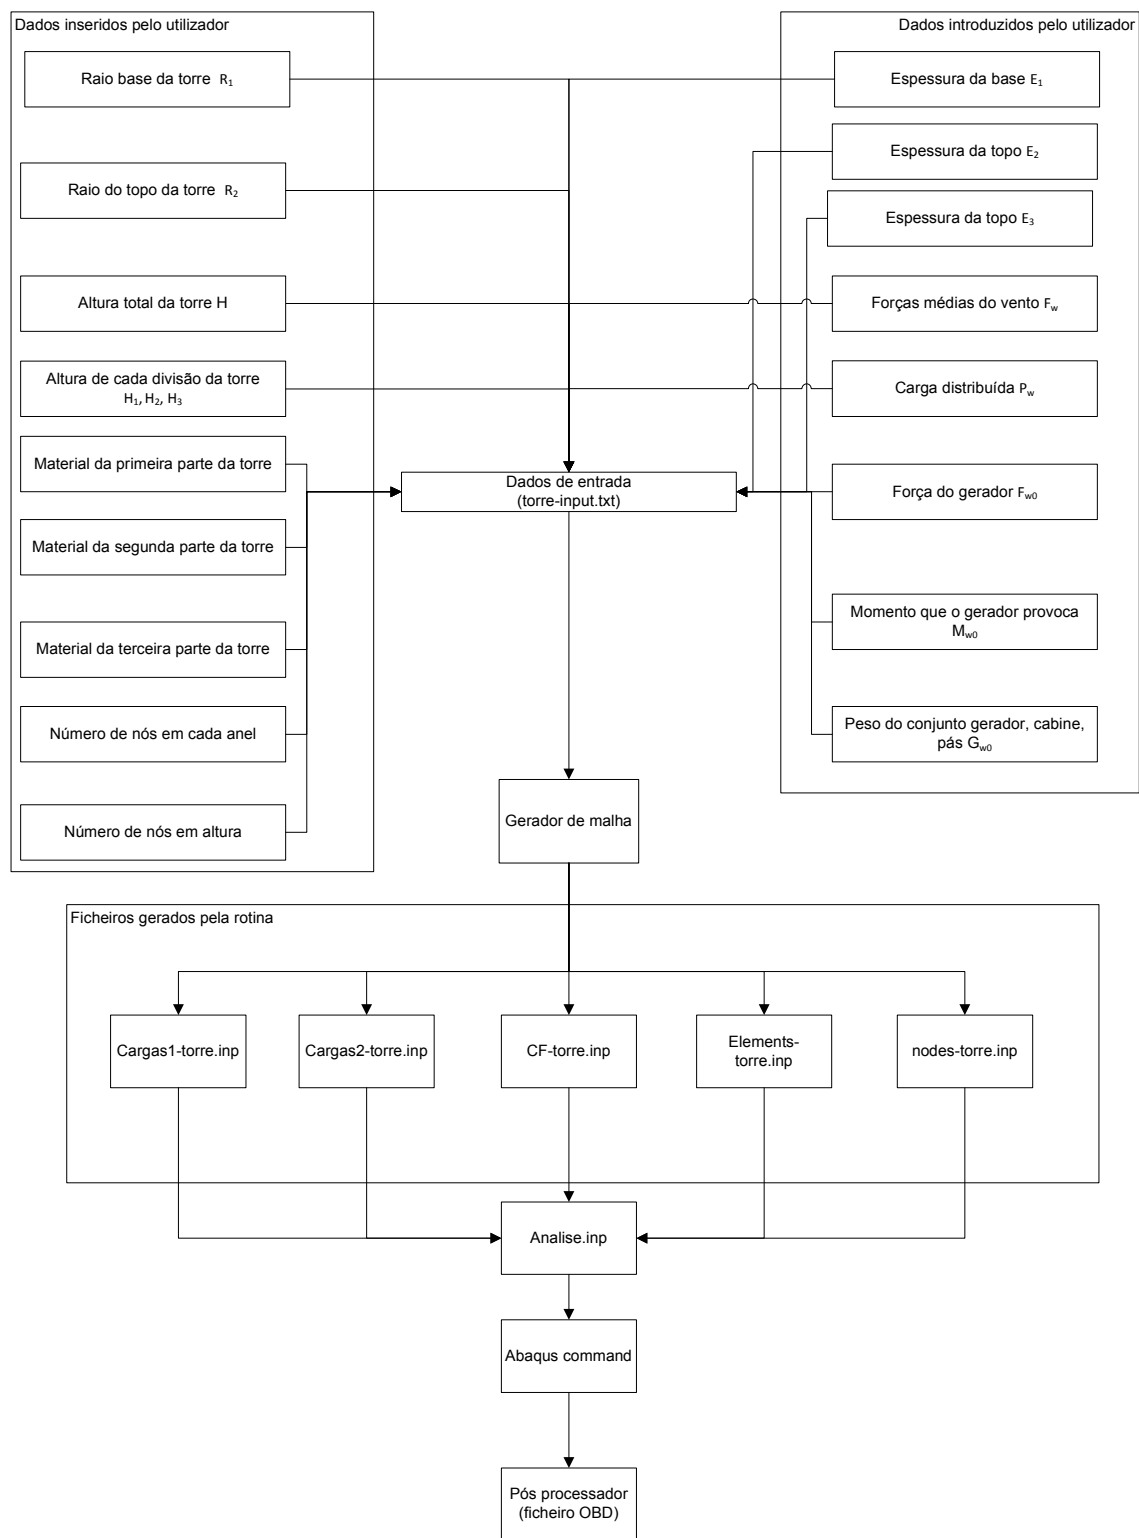 Dados inseridos pelo utilizador
Raio base da torre R₁
Raio do topo da torre R₂
Altura total da torre H
Altura de cada divisão da torre
H₁, H₂, H₃
Material da primeira parte da torre
Material da segunda parte da torre
Material da terceira parte da torre
Número de nós em cada anel
Número de nós em altura
Dados introduzidos pelo utilizador
Espessura da base E₁
Espessura da topo E₂
Espessura da topo E₃
Forças médias do vento F_w
Carga distribuída P_w
Força do gerador F_w0
Momento que o gerador provoca
M_w0
Peso do conjunto gerador, cabine,
pás G_w0
Dados de entrada
(torre-input.txt)
Gerador de malha
Ficheiros gerados pela rotina
Cargas1-torre.inp
Cargas2-torre.inp
CF-torre.inp
Elements-
torre.inp
nodes-torre.inp
Analise.inp
Abaqus command
Pós processador
(ficheiro OBD)